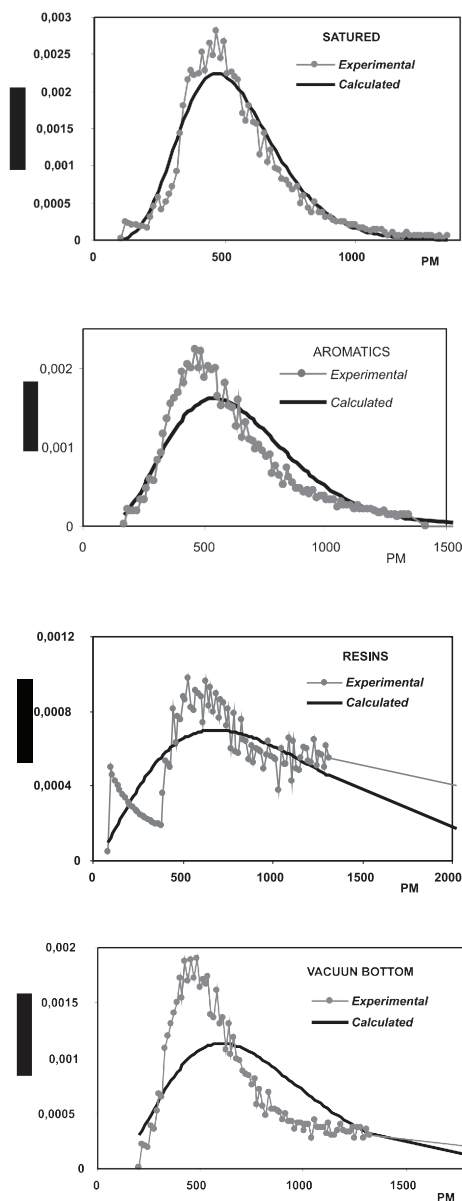 0,003
SATURED
0,0025
Experimental
Calculated
0,002
0,0015
0,001
0,0005
0
0 500 1000
PM
AROMATICS
0,002
Experimental
Calculated
0,001
0
0 500 1000 1500
PM
0,0012
RESINS
Experimental
0,0008
Calculated
0,0004
0
0 500 1000 1500 2000
PM
0,002
VACUUN BOTTOM
0,0015
Experimental
Calculated
0,001
0,0005
0
0 500 1000 1500
PM